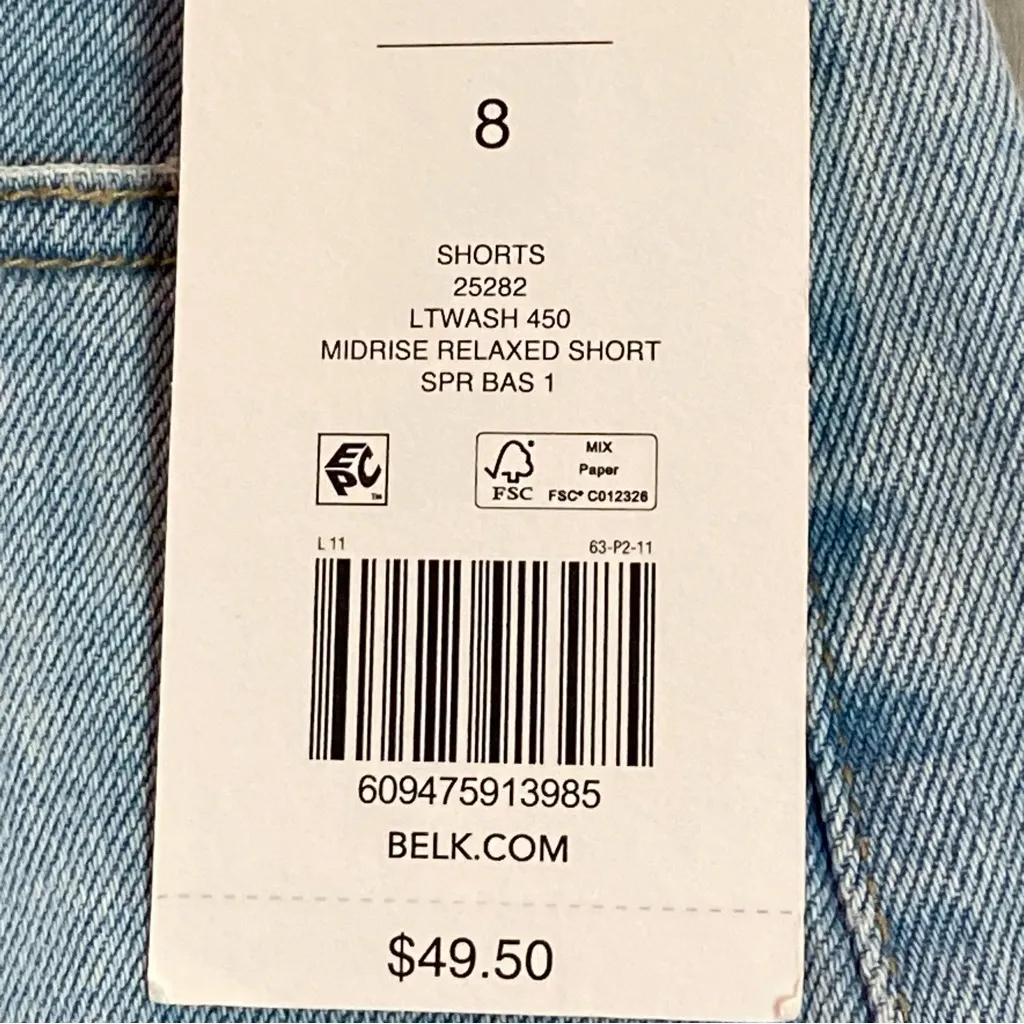 8
SHORTS
25282
LTWASH 450
MIDRISE RELAXED SHORT
SPR BAS 1
EPC™
MIX
Paper
FSC FSC® C012326
L 11 63-P2-11
609475913985
BELK.COM
$49.50